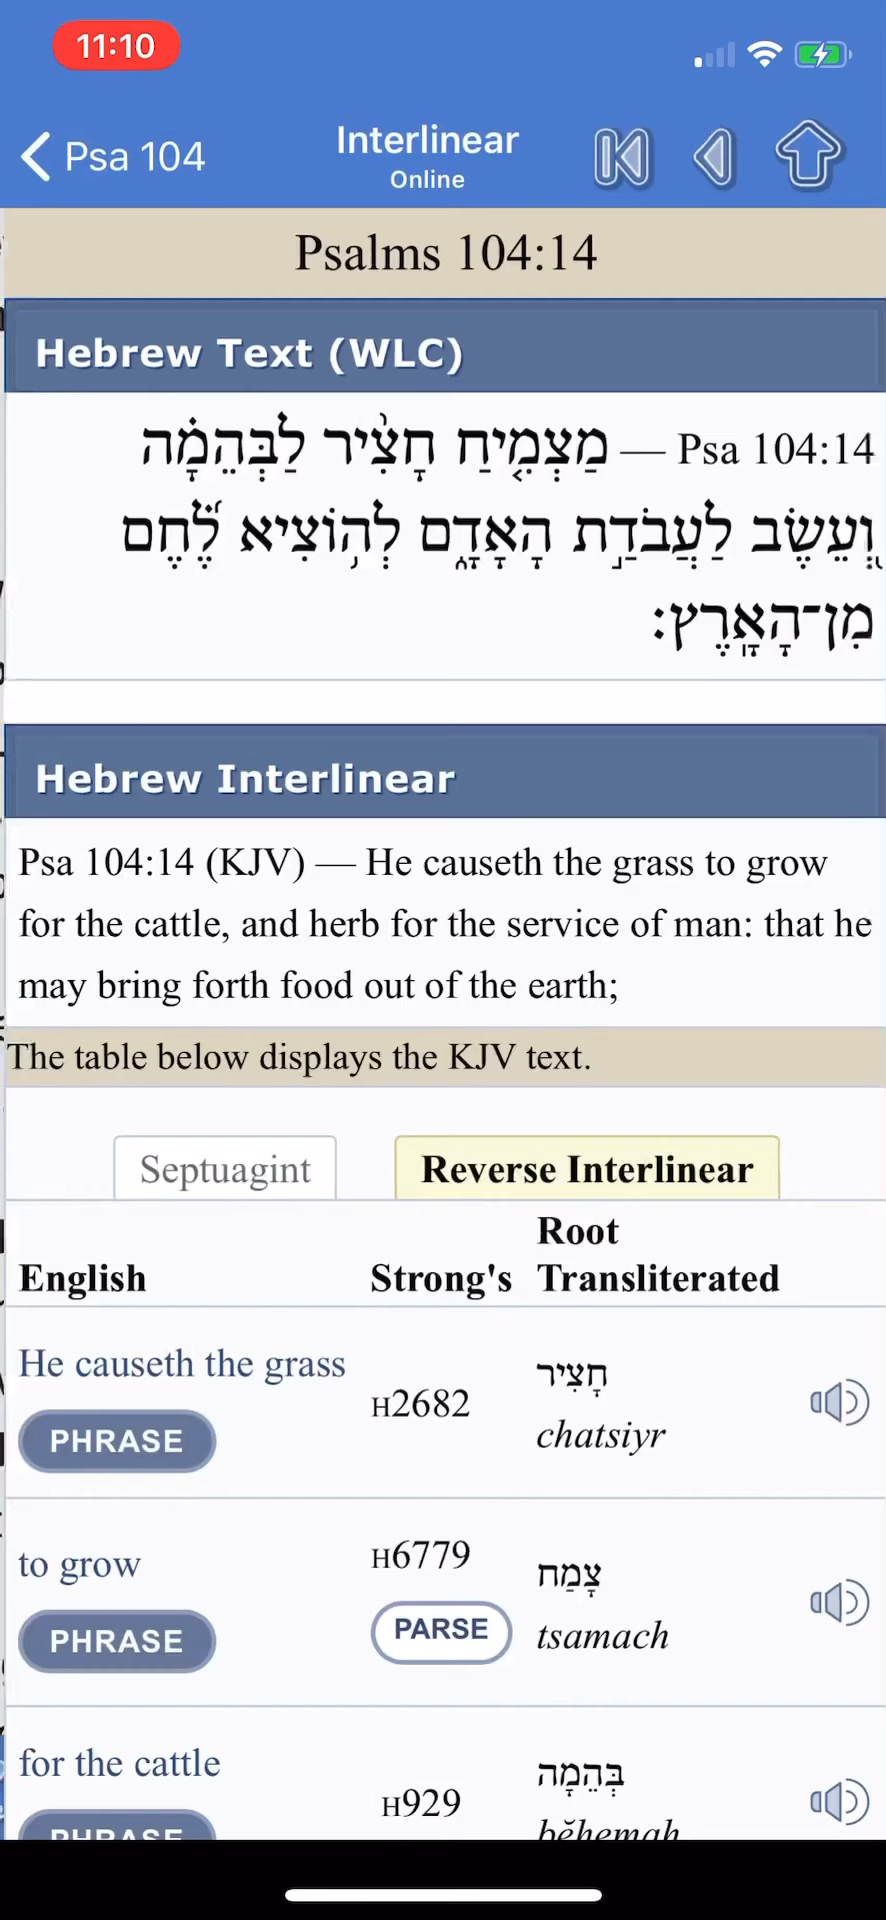 11:10
Psa 104
Interlinear
Online
Psalms 104:14
Hebrew Text (WLC)
Psa 104:14 — מַצְמִ֤יחַ חָצִ֨יר לַבְּהֵמָ֗ה
וְ֭עֵשֶׂב לַעֲבֹדַ֣ת הָאָדָ֑ם לְה֥וֹצִיא לֶ֝֗חֶם
מִן־הָאָֽרֶץ׃
Hebrew Interlinear
Psa 104:14 (KJV) — He causeth the grass to grow
for the cattle, and herb for the service of man: that he
may bring forth food out of the earth;
The table below displays the KJV text.
Septuagint
Reverse Interlinear
English
Strong's
Root
Transliterated
He causeth the grass
PHRASE
H2682
חָצִיר
chatsiyr
to grow
PHRASE
H6779
PARSE
צָמַח
tsamach
for the cattle
PHRASE
H929
בְּהֵמָה
bĕhemah